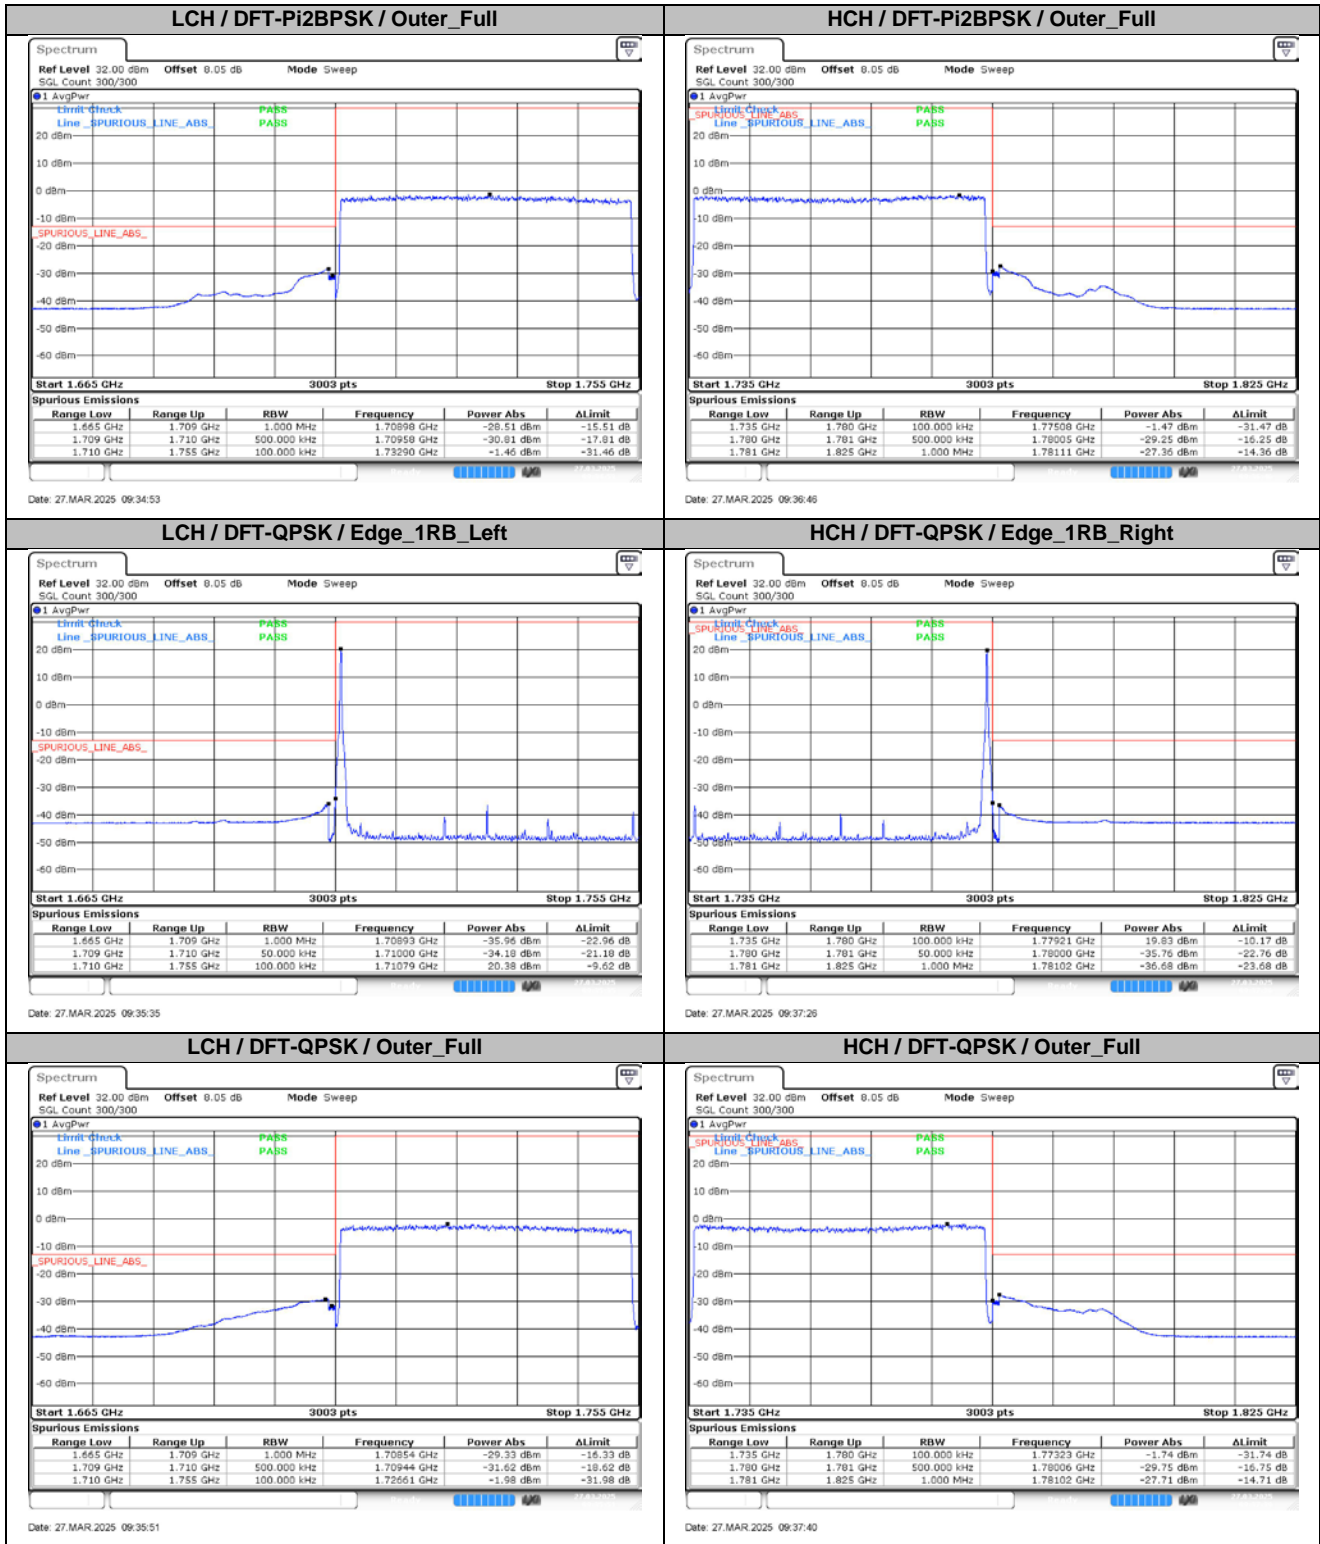 LCH / DFT-Pi2BPSK / Outer_Full
Spectrum
Ref Level 32.00 dBm Offset 8.05 dB Mode Sweep
SGL Count 300/300
1 AvgPwr
Limit Check PASS
Line _SPURIOUS_LINE_ABS_ PASS
20 dBm
10 dBm
0 dBm
-10 dBm
_SPURIOUS_LINE_ABS_
-20 dBm
-30 dBm
-40 dBm
-50 dBm
-60 dBm
Start 1.665 GHz 3003 pts Stop 1.755 GHz
Spurious Emissions
Range Low Range Up RBW Frequency Power Abs ΔLimit
1.665 GHz 1.709 GHz 1.000 MHz 1.70898 GHz -28.51 dBm -15.51 dB
1.709 GHz 1.710 GHz 500.000 kHz 1.70958 GHz -30.81 dBm -17.81 dB
1.710 GHz 1.755 GHz 100.000 kHz 1.73290 GHz -1.46 dBm -31.46 dB
Date: 27.MAR.2025 09:34:53
HCH / DFT-Pi2BPSK / Outer_Full
Spectrum
Ref Level 32.00 dBm Offset 8.05 dB Mode Sweep
SGL Count 300/300
1 AvgPwr
Limit Check PASS
_SPURIOUS_LINE_ABS_
Line _SPURIOUS_LINE_ABS_ PASS
20 dBm
10 dBm
0 dBm
-10 dBm
-20 dBm
-30 dBm
-40 dBm
-50 dBm
-60 dBm
Start 1.735 GHz 3003 pts Stop 1.825 GHz
Spurious Emissions
Range Low Range Up RBW Frequency Power Abs ΔLimit
1.735 GHz 1.780 GHz 100.000 kHz 1.77508 GHz -1.47 dBm -31.47 dB
1.780 GHz 1.781 GHz 500.000 kHz 1.78005 GHz -29.25 dBm -16.25 dB
1.781 GHz 1.825 GHz 1.000 MHz 1.78111 GHz -27.36 dBm -14.36 dB
Date: 27.MAR.2025 09:36:46
LCH / DFT-QPSK / Edge_1RB_Left
Spectrum
Ref Level 32.00 dBm Offset 8.05 dB Mode Sweep
SGL Count 300/300
1 AvgPwr
Limit Check PASS
Line _SPURIOUS_LINE_ABS_ PASS
20 dBm
10 dBm
0 dBm
-10 dBm
_SPURIOUS_LINE_ABS_
-20 dBm
-30 dBm
-40 dBm
-50 dBm
-60 dBm
Start 1.665 GHz 3003 pts Stop 1.755 GHz
Spurious Emissions
Range Low Range Up RBW Frequency Power Abs ΔLimit
1.665 GHz 1.709 GHz 1.000 MHz 1.70893 GHz -35.96 dBm -22.96 dB
1.709 GHz 1.710 GHz 50.000 kHz 1.71000 GHz -34.18 dBm -21.18 dB
1.710 GHz 1.755 GHz 100.000 kHz 1.71079 GHz 20.38 dBm -9.62 dB
Date: 27.MAR.2025 09:35:35
HCH / DFT-QPSK / Edge_1RB_Right
Spectrum
Ref Level 32.00 dBm Offset 8.05 dB Mode Sweep
SGL Count 300/300
1 AvgPwr
Limit Check PASS
_SPURIOUS_LINE_ABS_
Line _SPURIOUS_LINE_ABS_ PASS
20 dBm
10 dBm
0 dBm
-10 dBm
-20 dBm
-30 dBm
-40 dBm
-50 dBm
-60 dBm
Start 1.735 GHz 3003 pts Stop 1.825 GHz
Spurious Emissions
Range Low Range Up RBW Frequency Power Abs ΔLimit
1.735 GHz 1.780 GHz 100.000 kHz 1.77921 GHz 19.83 dBm -10.17 dB
1.780 GHz 1.781 GHz 50.000 kHz 1.78000 GHz -35.76 dBm -22.76 dB
1.781 GHz 1.825 GHz 1.000 MHz 1.78102 GHz -36.68 dBm -23.68 dB
Date: 27.MAR.2025 09:37:26
LCH / DFT-QPSK / Outer_Full
Spectrum
Ref Level 32.00 dBm Offset 8.05 dB Mode Sweep
SGL Count 300/300
1 AvgPwr
Limit Check PASS
Line _SPURIOUS_LINE_ABS_ PASS
20 dBm
10 dBm
0 dBm
-10 dBm
_SPURIOUS_LINE_ABS_
-20 dBm
-30 dBm
-40 dBm
-50 dBm
-60 dBm
Start 1.665 GHz 3003 pts Stop 1.755 GHz
Spurious Emissions
Range Low Range Up RBW Frequency Power Abs ΔLimit
1.665 GHz 1.709 GHz 1.000 MHz 1.70854 GHz -29.33 dBm -16.33 dB
1.709 GHz 1.710 GHz 500.000 kHz 1.70944 GHz -31.62 dBm -18.62 dB
1.710 GHz 1.755 GHz 100.000 kHz 1.72661 GHz -1.98 dBm -31.98 dB
Date: 27.MAR.2025 09:35:51
HCH / DFT-QPSK / Outer_Full
Spectrum
Ref Level 32.00 dBm Offset 8.05 dB Mode Sweep
SGL Count 300/300
1 AvgPwr
Limit Check PASS
_SPURIOUS_LINE_ABS_
Line _SPURIOUS_LINE_ABS_ PASS
20 dBm
10 dBm
0 dBm
-10 dBm
-20 dBm
-30 dBm
-40 dBm
-50 dBm
-60 dBm
Start 1.735 GHz 3003 pts Stop 1.825 GHz
Spurious Emissions
Range Low Range Up RBW Frequency Power Abs ΔLimit
1.735 GHz 1.780 GHz 100.000 kHz 1.77323 GHz -1.74 dBm -31.74 dB
1.780 GHz 1.781 GHz 500.000 kHz 1.78006 GHz -29.75 dBm -16.75 dB
1.781 GHz 1.825 GHz 1.000 MHz 1.78102 GHz -27.71 dBm -14.71 dB
Date: 27.MAR.2025 09:37:40